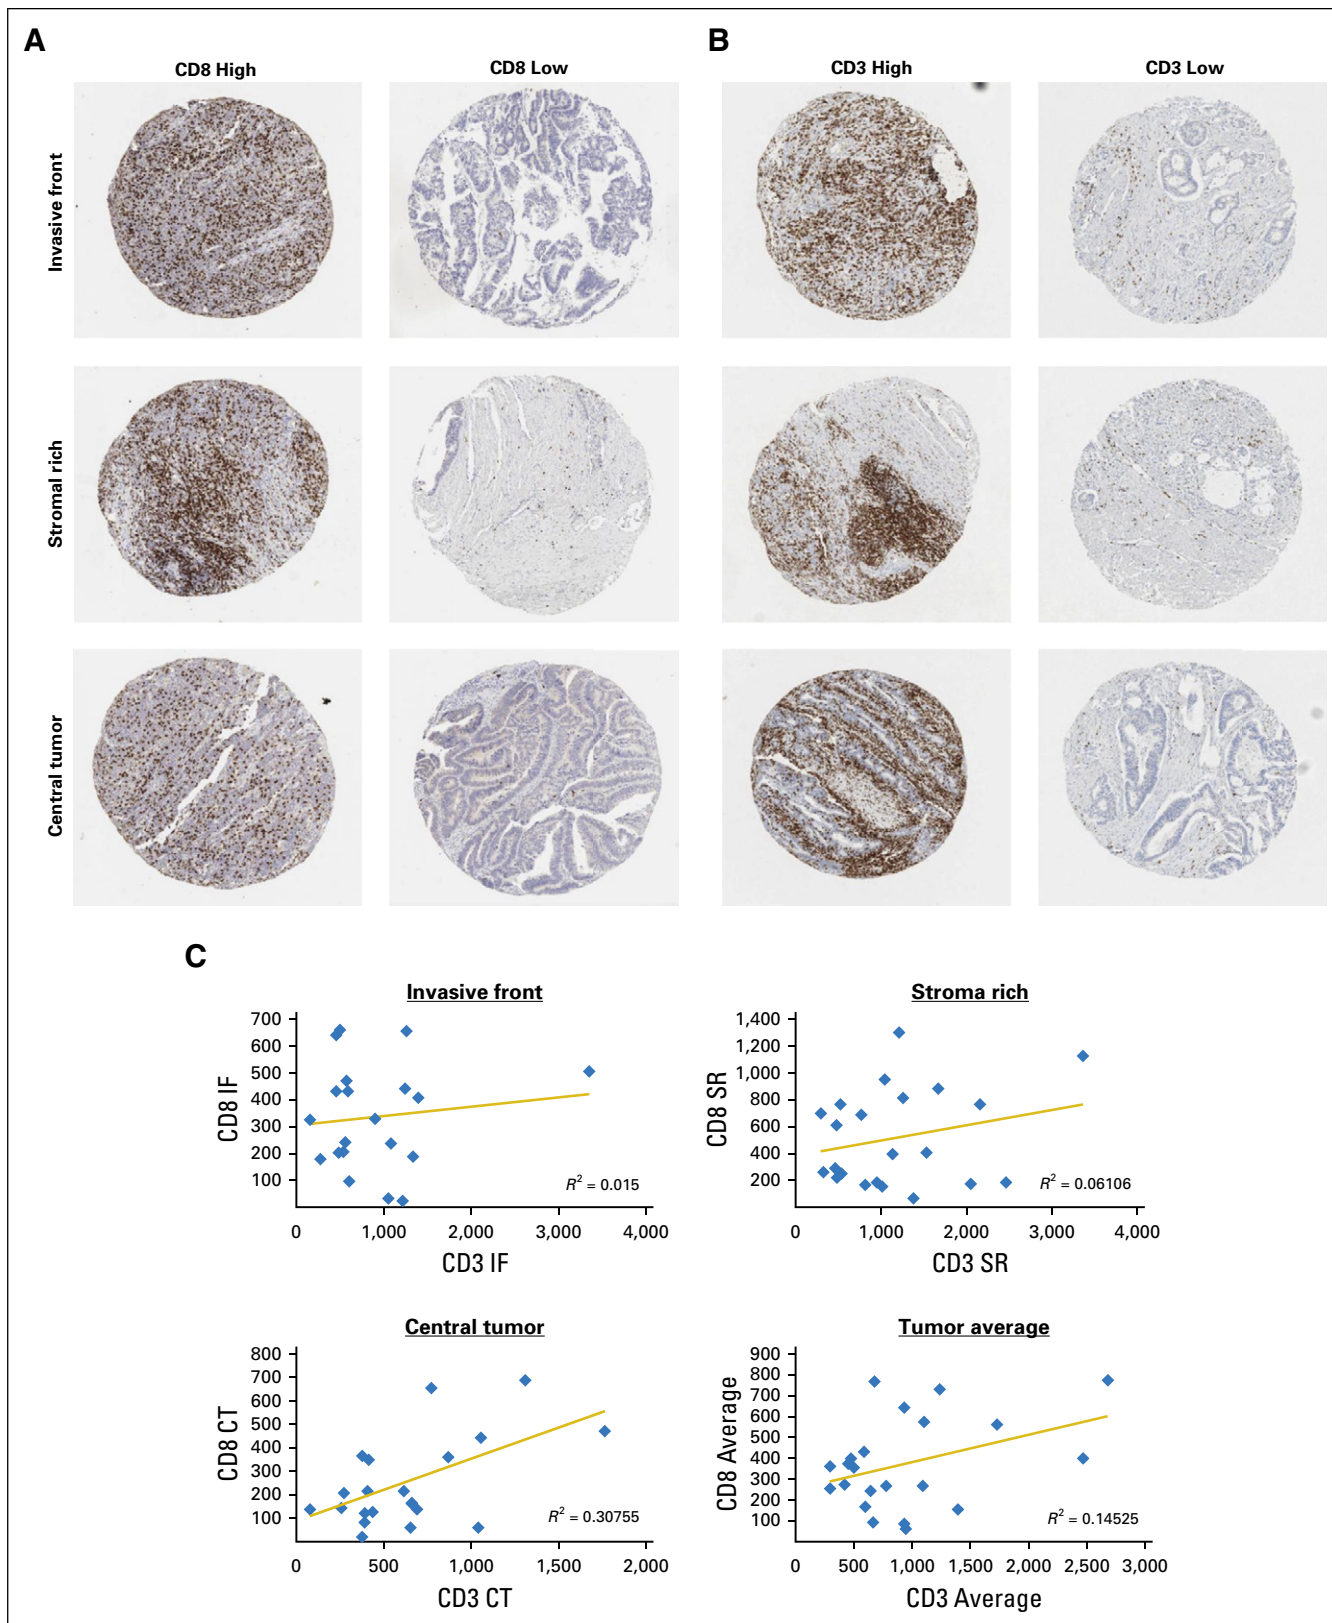 A
B
CD8 High
CD8 Low
CD3 High
CD3 Low
Invasive front
Stromal rich
Central tumor
C
Invasive front
700
600
500
400
300
200
100
CD8 IF
R² = 0.015
0
1,000
2,000
3,000
4,000
CD3 IF
Stroma rich
1,400
1,200
1,000
800
600
400
200
CD8 SR
R² = 0.06106
0
1,000
2,000
3,000
4,000
CD3 SR
Central tumor
800
700
600
500
400
300
200
100
CD8 CT
R² = 0.30755
0
500
1,000
1,500
2,000
CD3 CT
Tumor average
900
800
700
600
500
400
300
200
100
CD8 Average
R² = 0.14525
0
500
1,000
1,500
2,000
2,500
3,000
CD3 Average